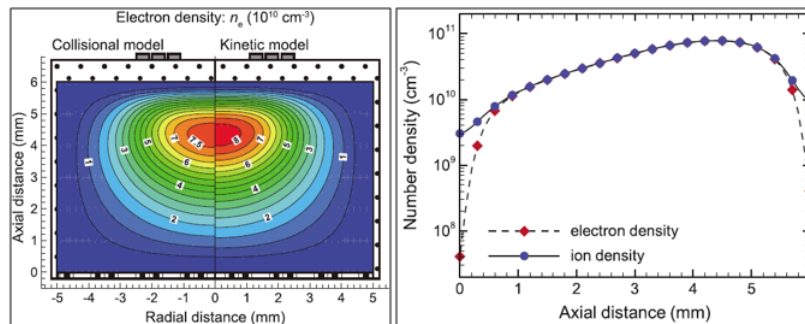 Electron density: nₑ (10¹⁰ cm⁻³)
Collisional model
Kinetic model
6
5
4
3
2
1
0
Axial distance (mm)
1
3
5
7
7.5
8
7
5
3
1
6
6
4
4
2
2
-5 -4 -3 -2 -1 0 1 2 3 4 5
Radial distance (mm)
10¹¹
10¹⁰
10⁹
10⁸
Number density (cm⁻³)
electron density
ion density
0 1 2 3 4 5
Axial distance (mm)